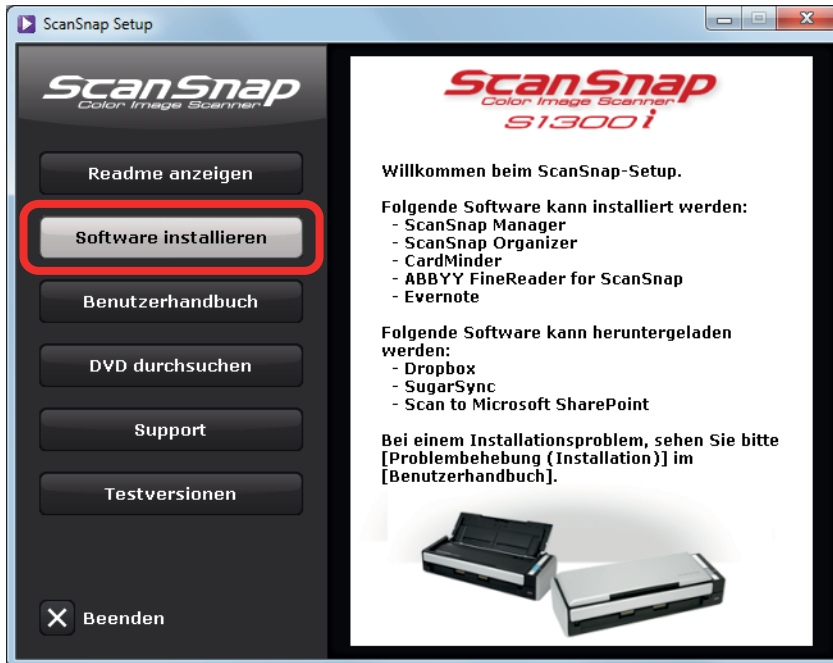 ScanSnap Setup
ScanSnap
Color Image Scanner
Readme anzeigen
Software installieren
Benutzerhandbuch
DVD durchsuchen
Support
Testversionen
Beenden
ScanSnap
Color Image Scanner
S1300i
Willkommen beim ScanSnap-Setup.
Folgende Software kann installiert werden:
- ScanSnap Manager
- ScanSnap Organizer
- CardMinder
- ABBYY FineReader for ScanSnap
- Evernote
Folgende Software kann heruntergeladen
werden:
- Dropbox
- SugarSync
- Scan to Microsoft SharePoint
Bei einem Installationsproblem, sehen Sie bitte
[Problembehebung (Installation)] im
[Benutzerhandbuch].